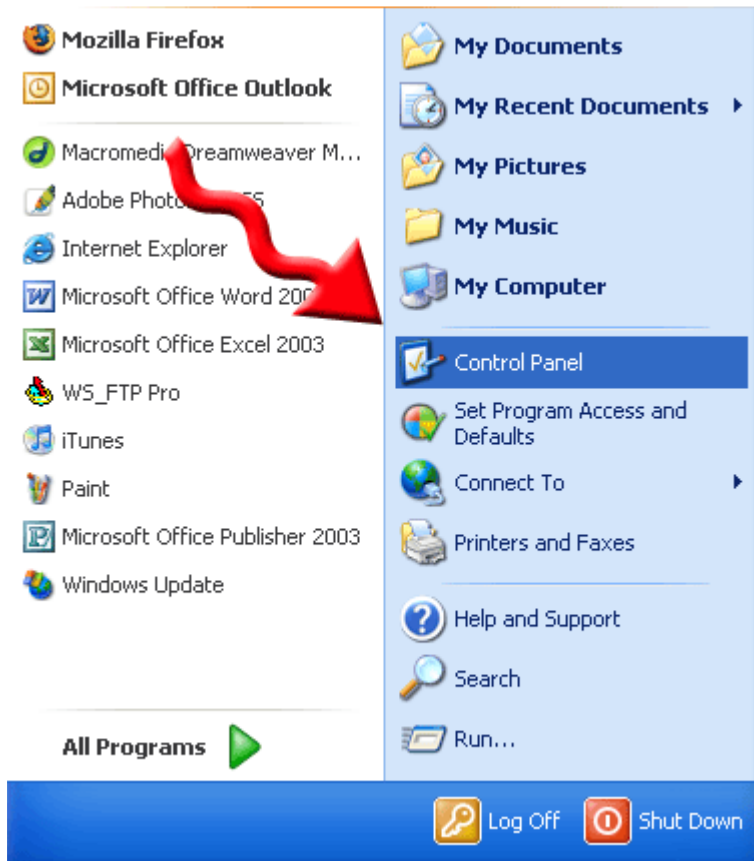 Mozilla Firefox
Microsoft Office Outlook
Macromedi Dreamweaver M...
Adobe Photo
Internet Explorer
Microsoft Office Word
Microsoft Office Excel 2003
WS_FTP Pro
iTunes
Paint
Microsoft Office Publisher 2003
Windows Update
All Programs
My Documents
My Recent Documents
My Pictures
My Music
My Computer
Control Panel
Set Program Access and
Defaults
Connect To
Printers and Faxes
Help and Support
Search
Run...
Log Off
Shut Down